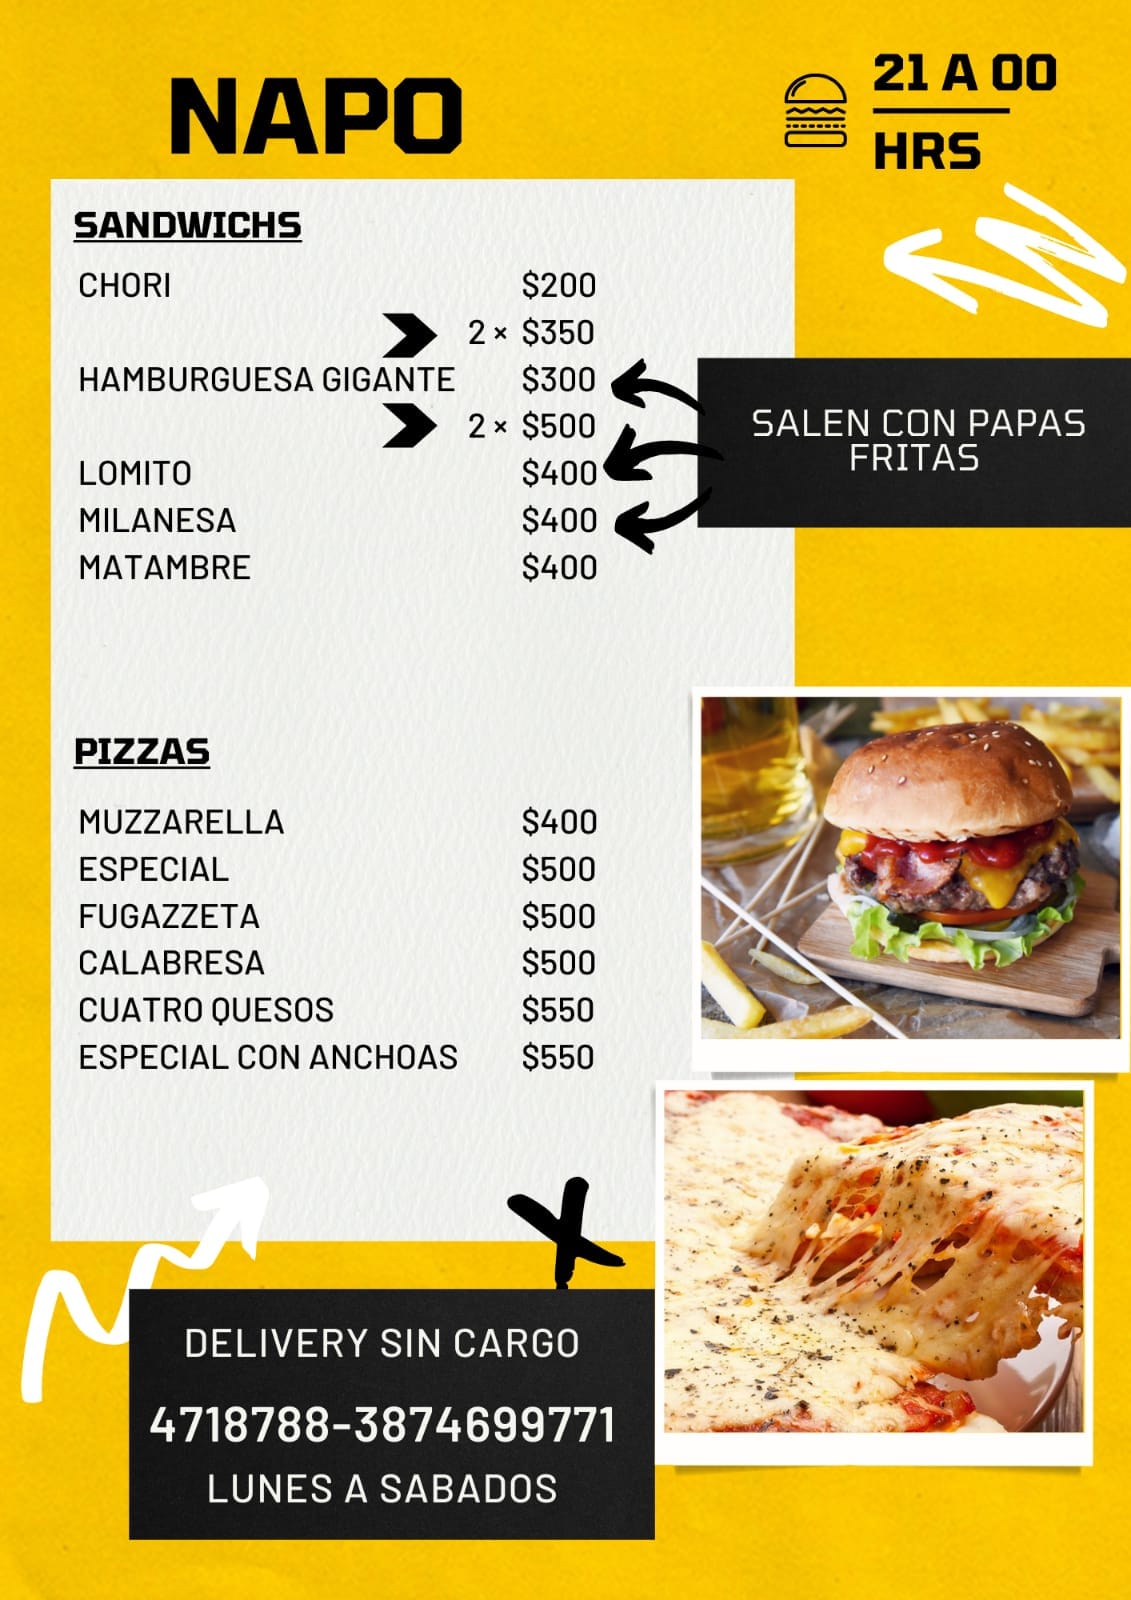 NAPO
21 A 00
HRS
SANDWICHS
CHORI $200
2 × $350
HAMBURGUESA GIGANTE $300
2 × $500
LOMITO $400
MILANESA $400
MATAMBRE $400
SALEN CON PAPAS
FRITAS
PIZZAS
MUZZARELLA $400
ESPECIAL $500
FUGAZZETA $500
CALABRESA $500
CUATRO QUESOS $550
ESPECIAL CON ANCHOAS $550
DELIVERY SIN CARGO
4718788-3874699771
LUNES A SABADOS